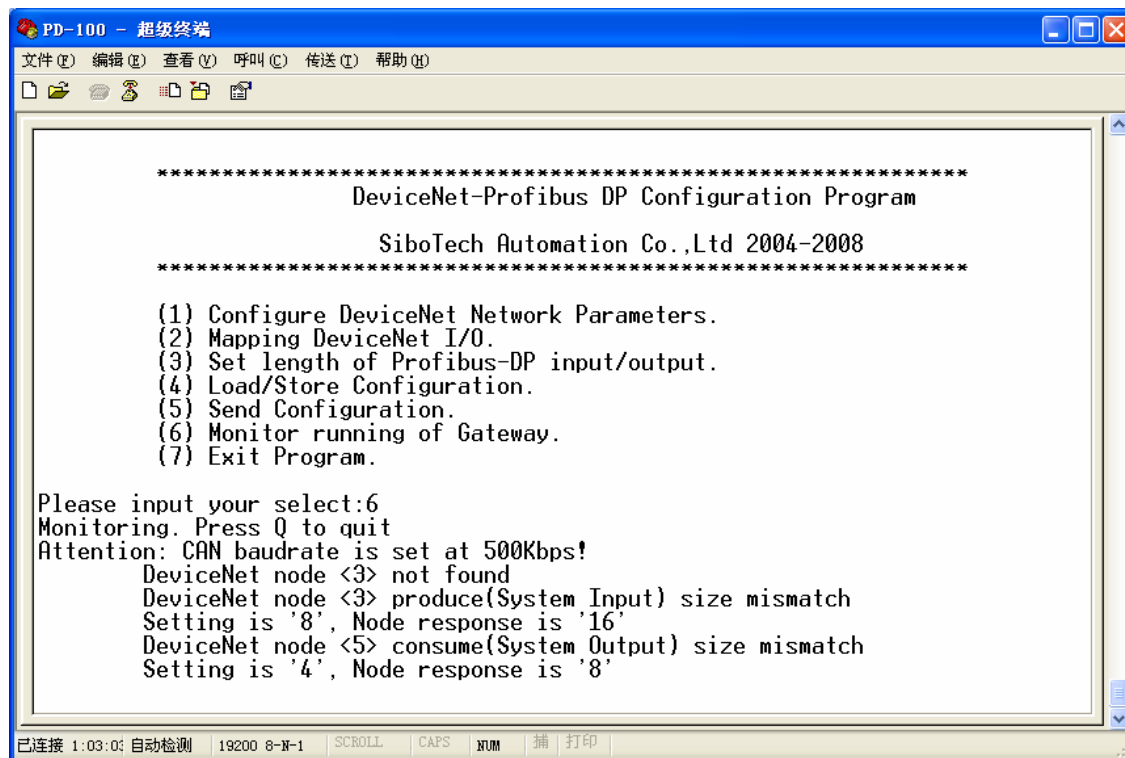 PD-100 - 超级终端
文件(F) 编辑(E) 查看(V) 呼叫(C) 传送(T) 帮助(H)
***************************************************************
DeviceNet-Profibus DP Configuration Program
SiboTech Automation Co.,Ltd 2004-2008
***************************************************************
(1) Configure DeviceNet Network Parameters.
(2) Mapping DeviceNet I/O.
(3) Set length of Profibus-DP input/output.
(4) Load/Store Configuration.
(5) Send Configuration.
(6) Monitor running of Gateway.
(7) Exit Program.
Please input your select:6
Monitoring. Press Q to quit
Attention: CAN baudrate is set at 500Kbps!
DeviceNet node <3> not found
DeviceNet node <3> produce(System Input) size mismatch
Setting is '8', Node response is '16'
DeviceNet node <5> consume(System Output) size mismatch
Setting is '4', Node response is '8'
已连接 1:03:03 自动检测 19200 8-N-1 SCROLL CAPS NUM 捕 打印